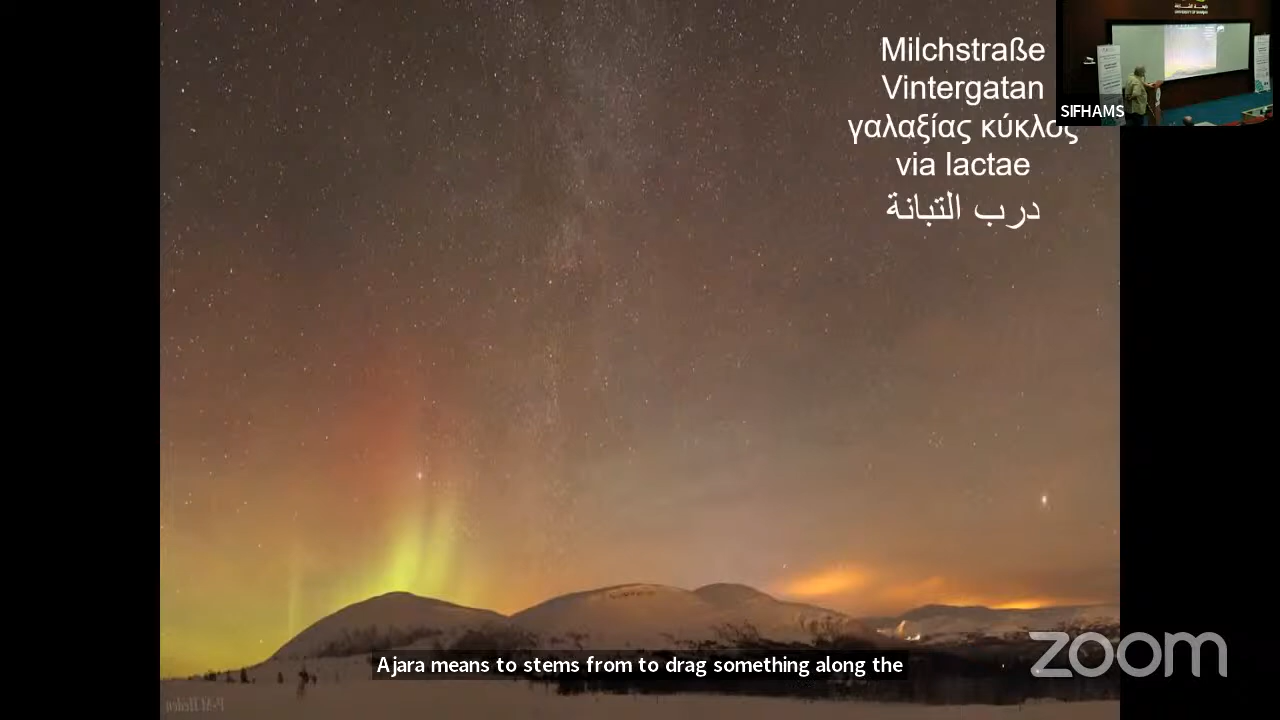 Milchstraße
Vintergatan
γαλαξίας κύκλος
via lactae
درب التبانة
SIFHAMS
Ajara means to stems from to drag something along the
zoom
P-M Hedén